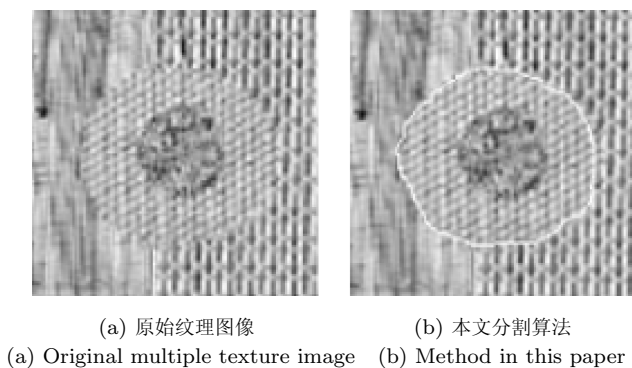 (a) 原始纹理图像 (b) 本文分割算法
(a) Original multiple texture image (b) Method in this paper